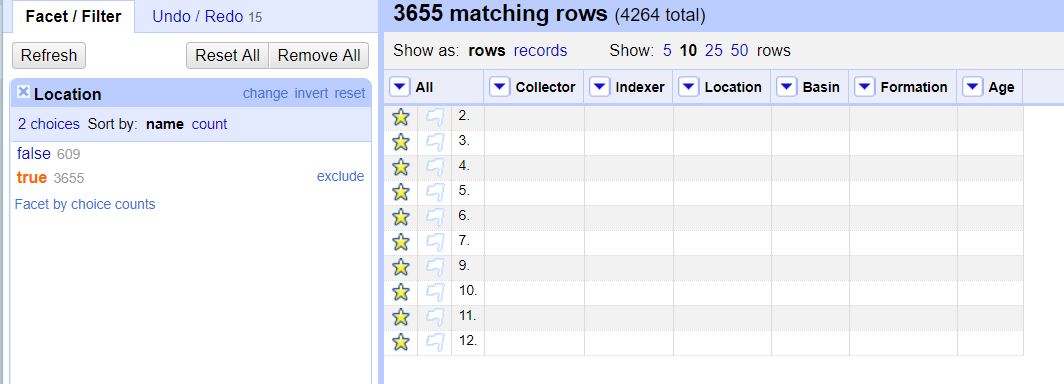 Facet / Filter Undo / Redo 15
Refresh Reset All Remove All
Location change invert reset
2 choices Sort by: name count
false 609
true 3655 exclude
Facet by choice counts
3655 matching rows (4264 total)
Show as: rows records Show: 5 10 25 50 rows
All Collector Indexer Location Basin Formation Age
2.
3.
4.
5.
6.
7.
9.
10.
11.
12.